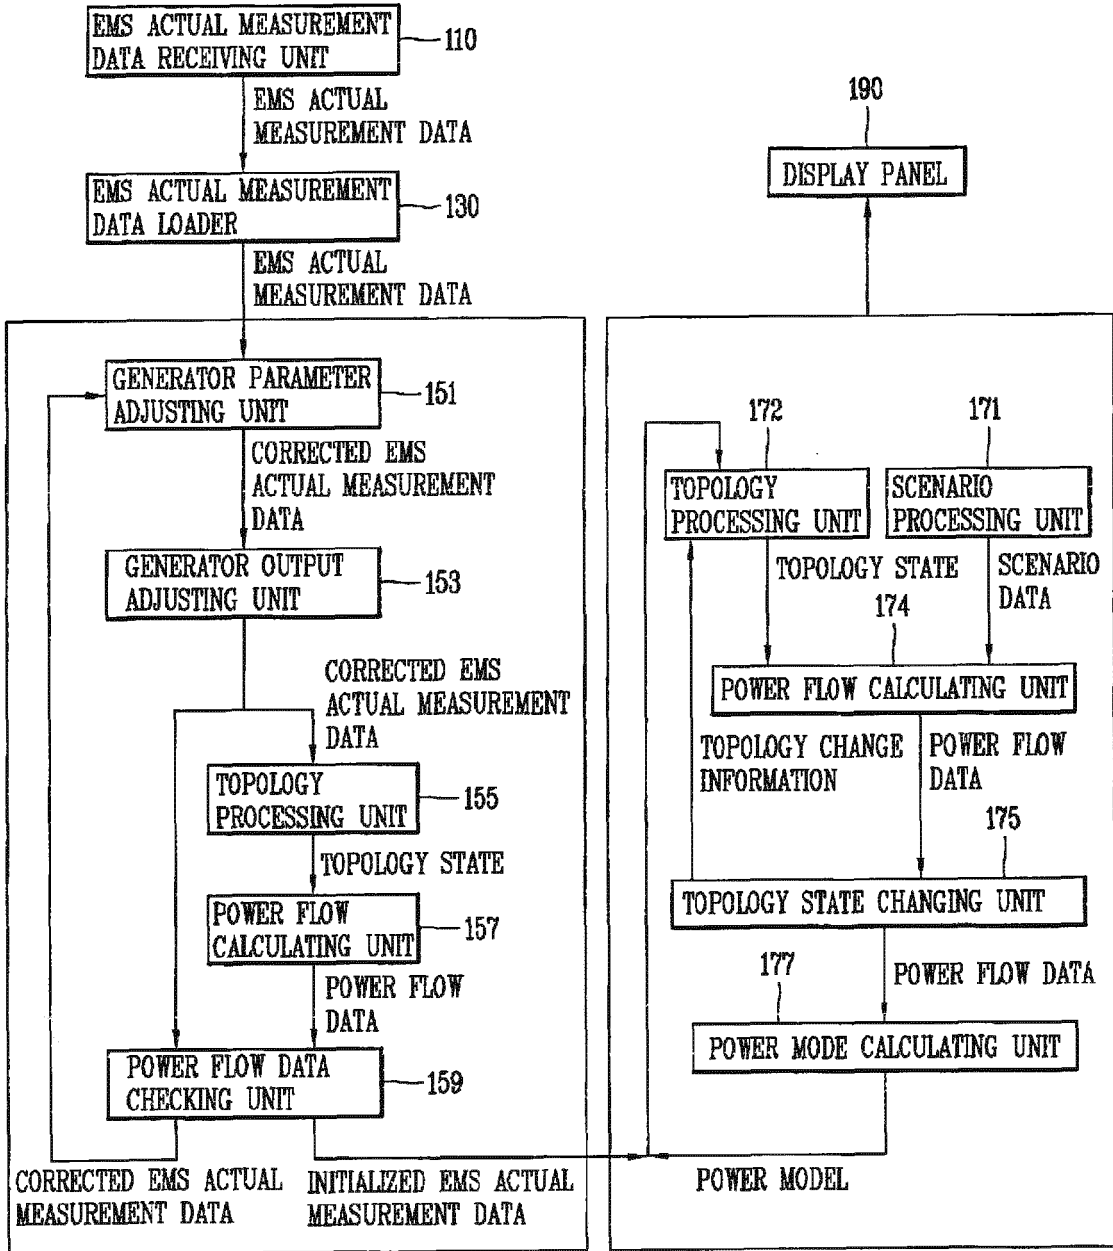 EMS ACTUAL MEASUREMENT
DATA RECEIVING UNIT
110
EMS ACTUAL
MEASUREMENT DATA
EMS ACTUAL MEASUREMENT
DATA LOADER
130
EMS ACTUAL
MEASUREMENT DATA
GENERATOR PARAMETER
ADJUSTING UNIT
151
CORRECTED EMS
ACTUAL MEASUREMENT
DATA
GENERATOR OUTPUT
ADJUSTING UNIT
153
CORRECTED EMS
ACTUAL MEASUREMENT
DATA
TOPOLOGY
PROCESSING UNIT
155
TOPOLOGY STATE
POWER FLOW
CALCULATING UNIT
157
POWER FLOW
DATA
POWER FLOW DATA
CHECKING UNIT
159
CORRECTED EMS ACTUAL
MEASUREMENT DATA
INITIALIZED EMS ACTUAL
MEASUREMENT DATA
190
DISPLAY PANEL
172
171
TOPOLOGY
PROCESSING UNIT
SCENARIO
PROCESSING UNIT
TOPOLOGY STATE
SCENARIO
DATA
174
POWER FLOW CALCULATING UNIT
TOPOLOGY CHANGE
INFORMATION
POWER FLOW
DATA
175
TOPOLOGY STATE CHANGING UNIT
177
POWER FLOW DATA
POWER MODE CALCULATING UNIT
POWER MODEL